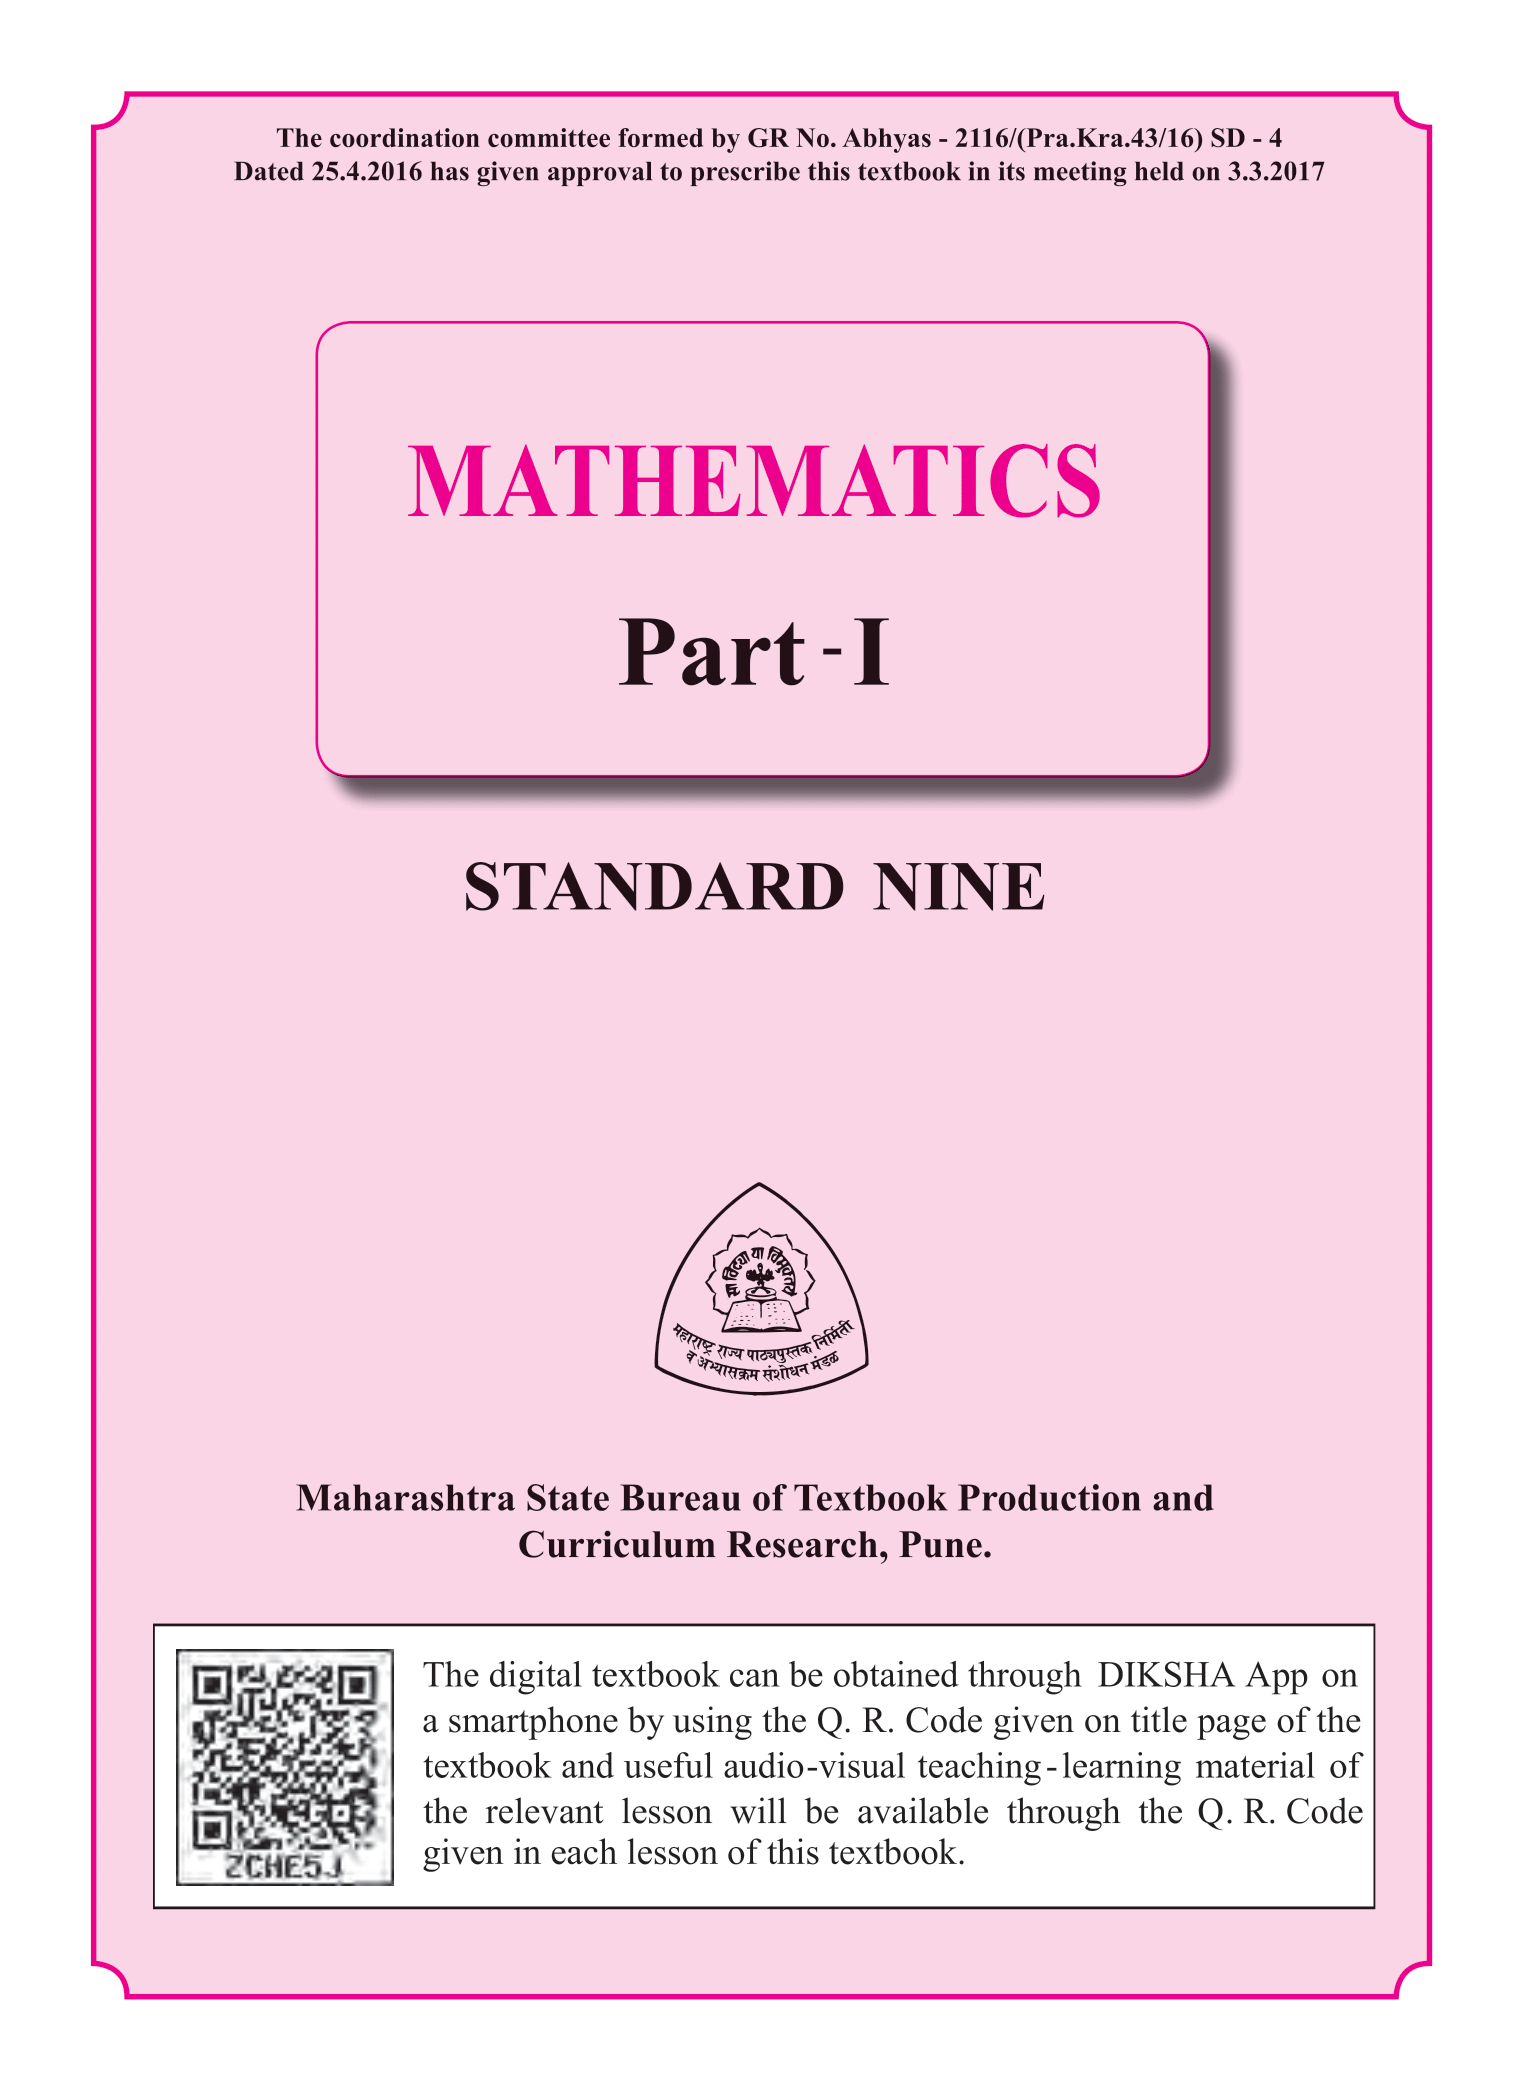 The coordination committee formed by GR No. Abhyas - 2116/(Pra.Kra.43/16) SD - 4
Dated 25.4.2016 has given approval to prescribe this textbook in its meeting held on 3.3.2017
MATHEMATICS
Part - I
STANDARD NINE
सा विद्या या विमुक्तये
महाराष्ट्र राज्य पाठ्यपुस्तक निर्मिती
व अभ्यासक्रम संशोधन मंडळ
Maharashtra State Bureau of Textbook Production and
Curriculum Research, Pune.
The digital textbook can be obtained through DIKSHA App on
a smartphone by using the Q. R. Code given on title page of the
textbook and useful audio-visual teaching-learning material of
the relevant lesson will be available through the Q. R. Code
given in each lesson of this textbook.
ZCHE5J